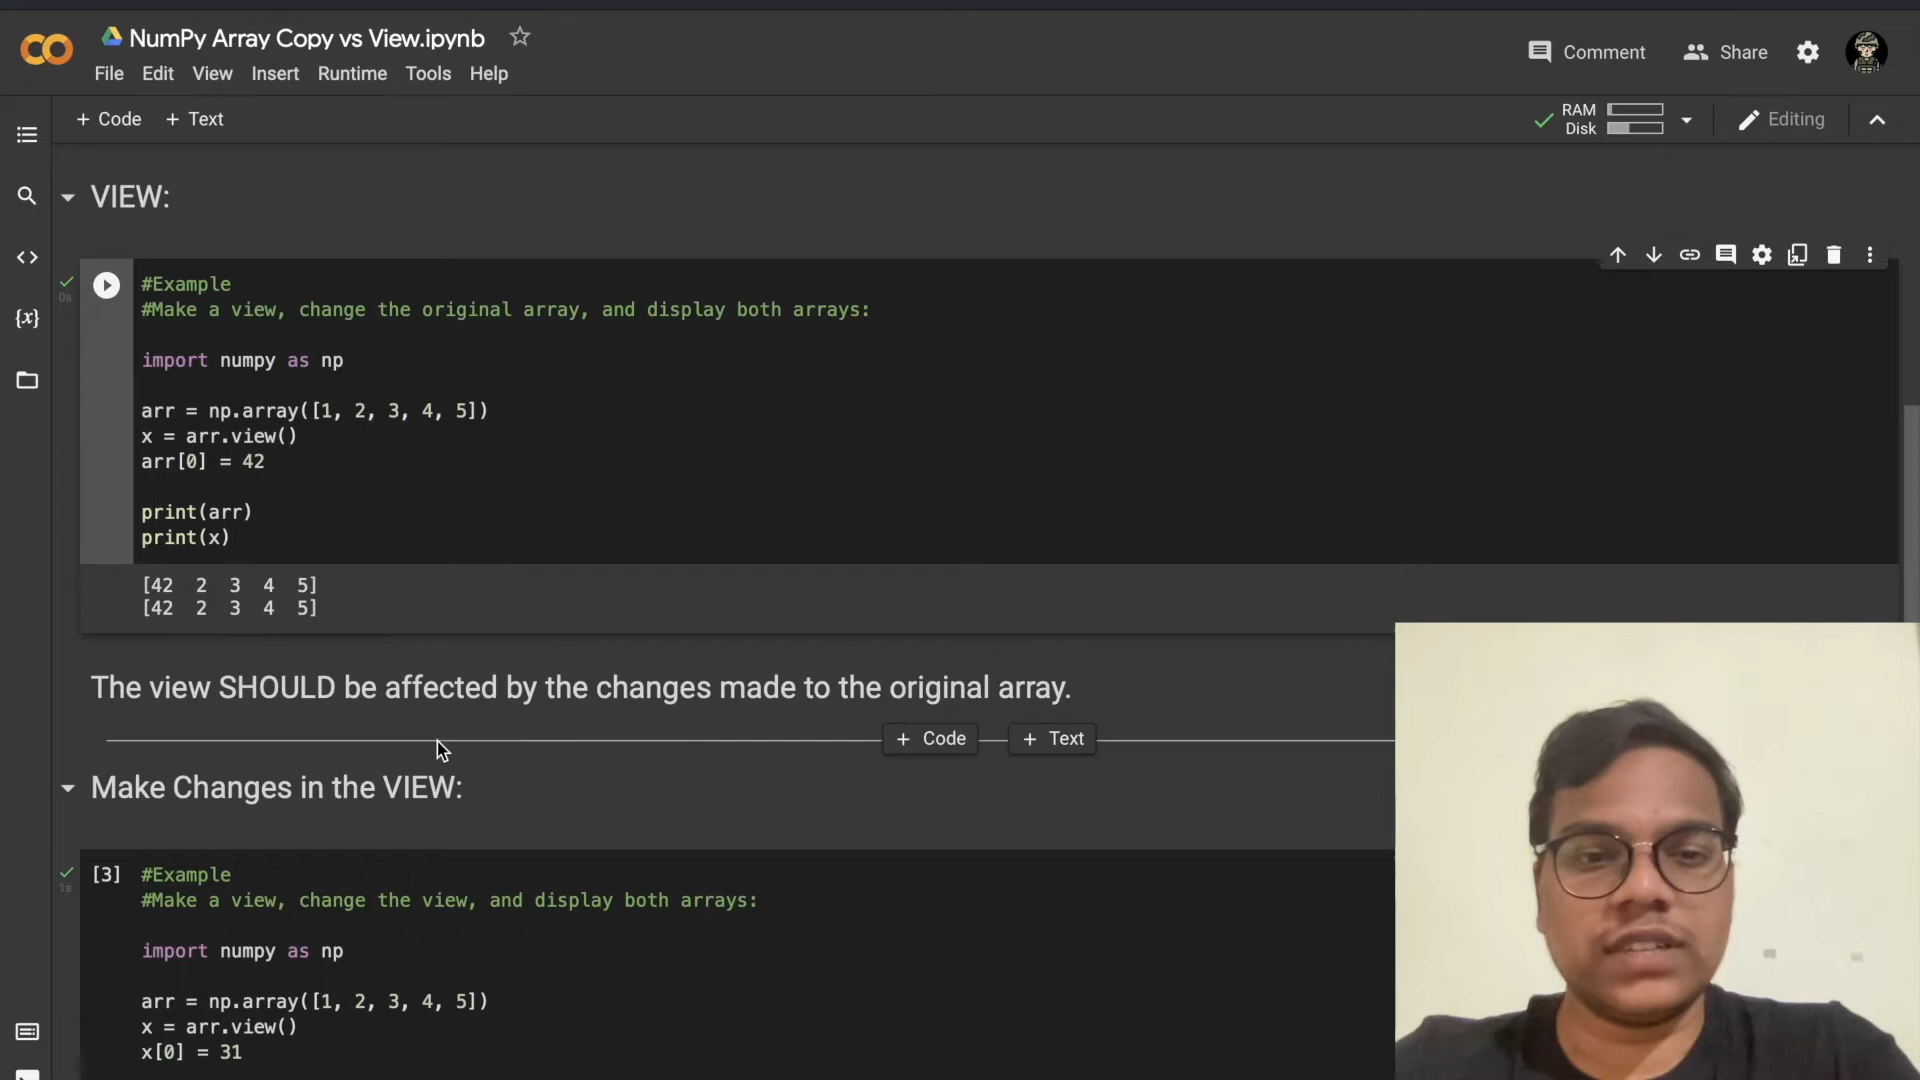 NumPy Array Copy vs View.ipynb
File Edit View Insert Runtime Tools Help
Comment Share
+ Code + Text
RAM
Disk
Editing
VIEW:
0s
#Example
#Make a view, change the original array, and display both arrays:
import numpy as np
arr = np.array([1, 2, 3, 4, 5])
x = arr.view()
arr[0] = 42
print(arr)
print(x)
[42 2 3 4 5]
[42 2 3 4 5]
The view SHOULD be affected by the changes made to the original array.
+ Code + Text
Make Changes in the VIEW:
1s
[3] #Example
#Make a view, change the view, and display both arrays:
import numpy as np
arr = np.array([1, 2, 3, 4, 5])
x = arr.view()
x[0] = 31